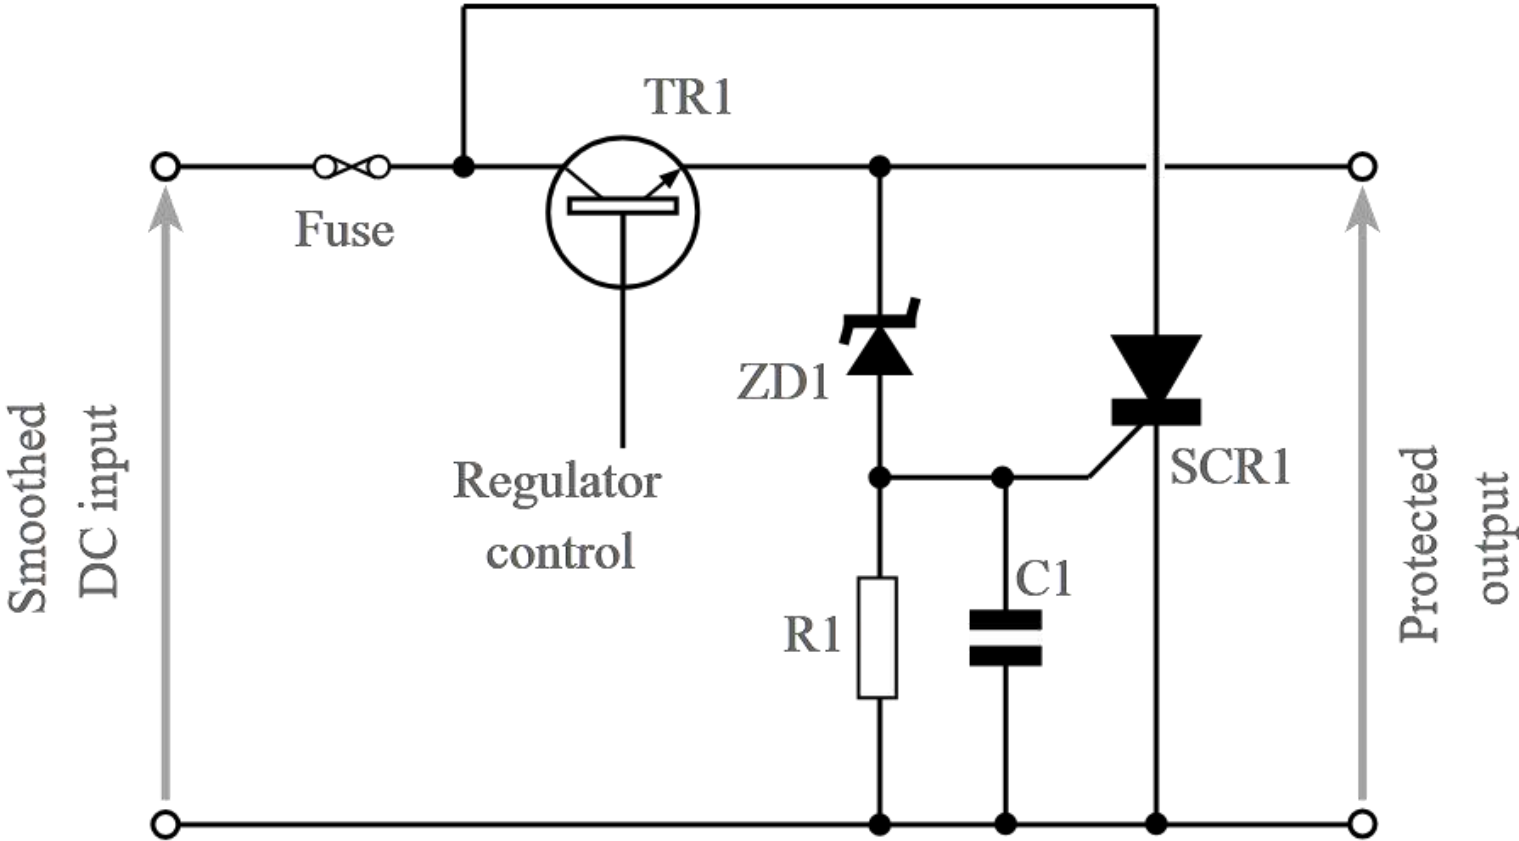 TR1
Fuse
ZD1
Regulator
control
SCR1
C1
R1
Smoothed
DC input
Protected
output